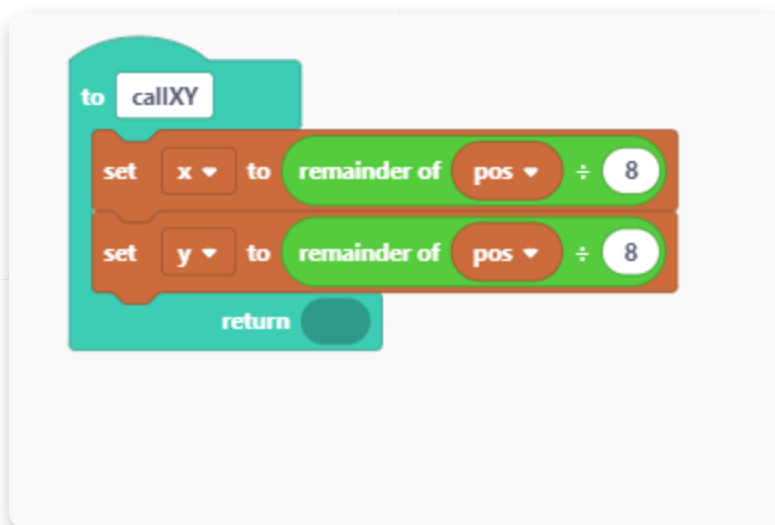 to callXY
set x to remainder of pos ÷ 8
set y to remainder of pos ÷ 8
return